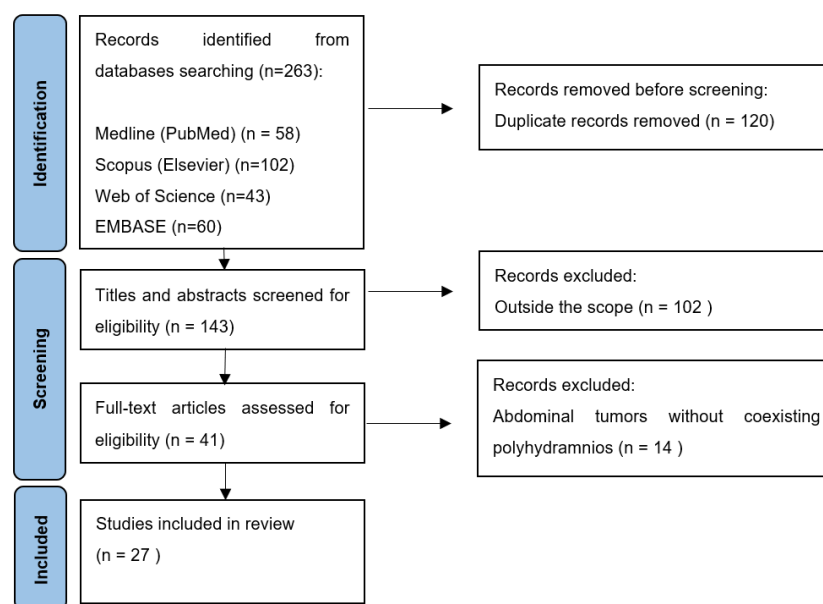 Identification
Records identified from
databases searching (n=263):
Medline (PubMed) (n = 58)
Scopus (Elsevier) (n=102)
Web of Science (n=43)
EMBASE (n=60)
Records removed before screening:
Duplicate records removed (n = 120)
Screening
Titles and abstracts screened for
eligibility (n = 143)
Records excluded:
Outside the scope (n = 102 )
Full-text articles assessed for
eligibility (n = 41)
Records excluded:
Abdominal tumors without coexisting
polyhydramnios (n = 14 )
Included
Studies included in review
(n = 27 )